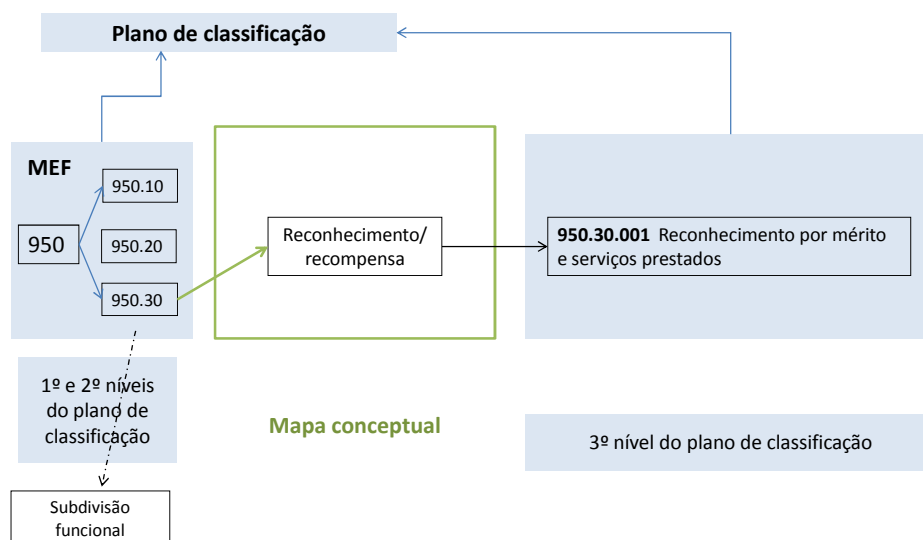 Plano de classificação
MEF
950
950.10
950.20
950.30
Reconhecimento/
recompensa
950.30.001 Reconhecimento por mérito
e serviços prestados
1º e 2º níveis
do plano de
classificação
Mapa conceptual
3º nível do plano de classificação
Subdivisão
funcional